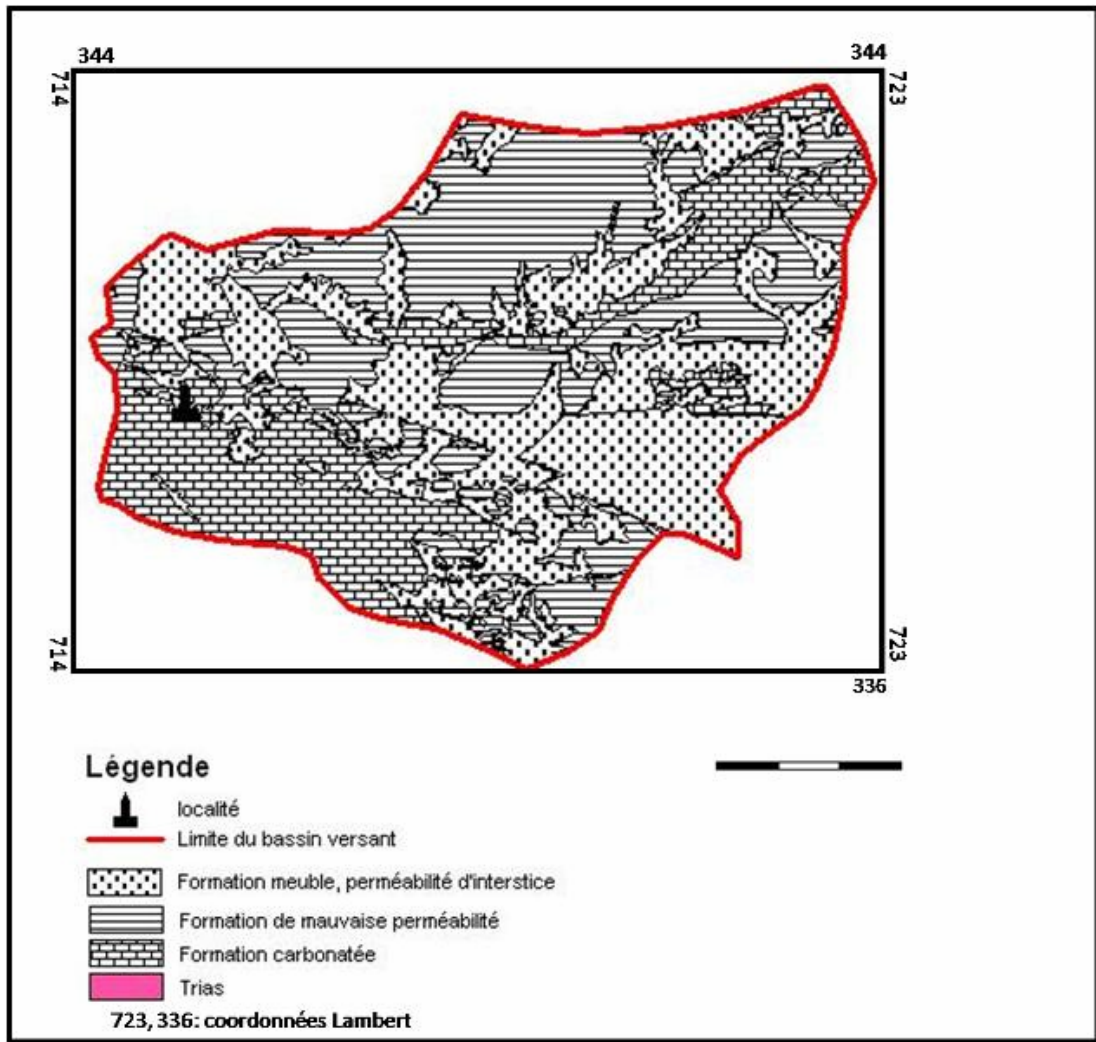 344 344
714 723
714 723
336
Légende
localité
Limite du bassin versant
Formation meuble, perméabilité d'interstice
Formation de mauvaise perméabilité
Formation carbonatée
Trias
723, 336: coordonnées Lambert